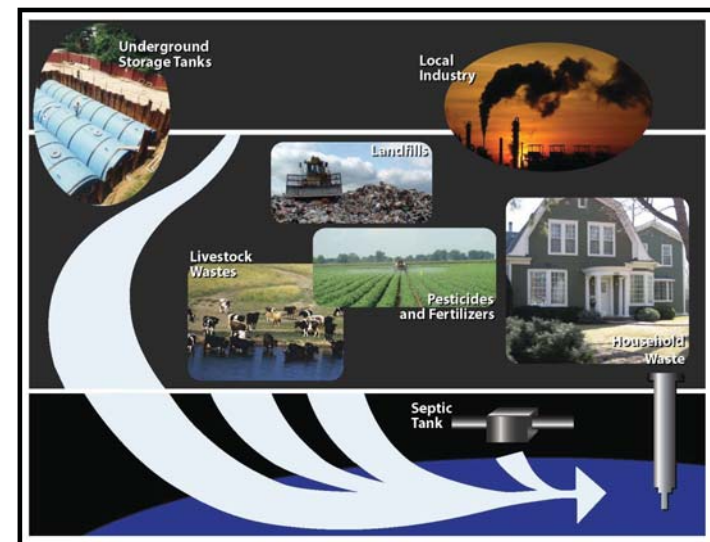 Underground
Storage Tanks
Local
Industry
Landfills
Livestock
Wastes
Pesticides
and Fertilizers
Household
Waste
Septic
Tank